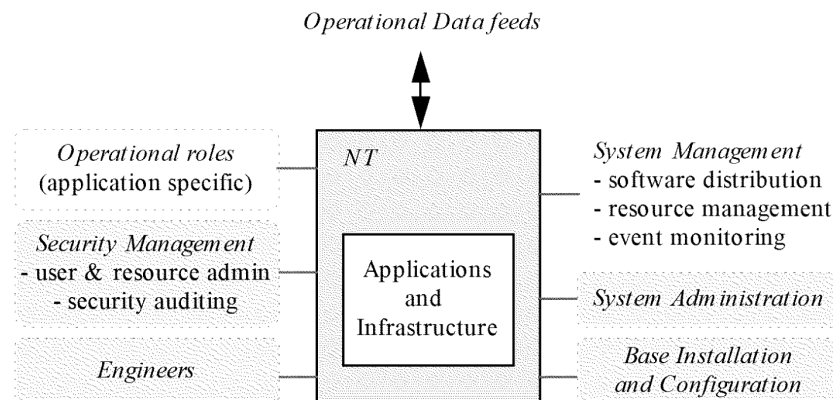 Operational Data feeds
Operational roles
(application specific)
Security Management
- user & resource admin
- security auditing
Engineers
NT
Applications
and
Infrastructure
System Management
- software distribution
- resource management
- event monitoring
System Administration
Base Installation
and Configuration